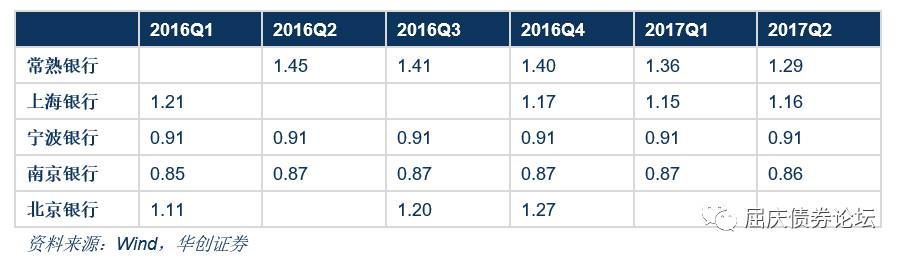 2016Q1 2016Q2 2016Q3 2016Q4 2017Q1 2017Q2
常熟银行 1.45 1.41 1.40 1.36 1.29
上海银行 1.21 1.17 1.15 1.16
宁波银行 0.91 0.91 0.91 0.91 0.91 0.91
南京银行 0.85 0.87 0.87 0.87 0.87 0.86
北京银行 1.11 1.20 1.27
屈庆债券论坛
资料来源：Wind，华创证券